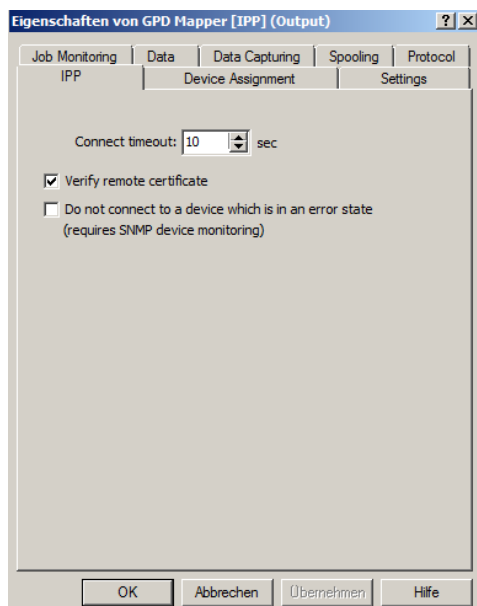 Eigenschaften von GPD Mapper [IPP] (Output)
Job Monitoring Data Data Capturing Spooling Protocol
IPP Device Assignment Settings
Connect timeout: 10 sec
Verify remote certificate
Do not connect to a device which is in an error state
(requires SNMP device monitoring)
OK Abbrechen Übernehmen Hilfe